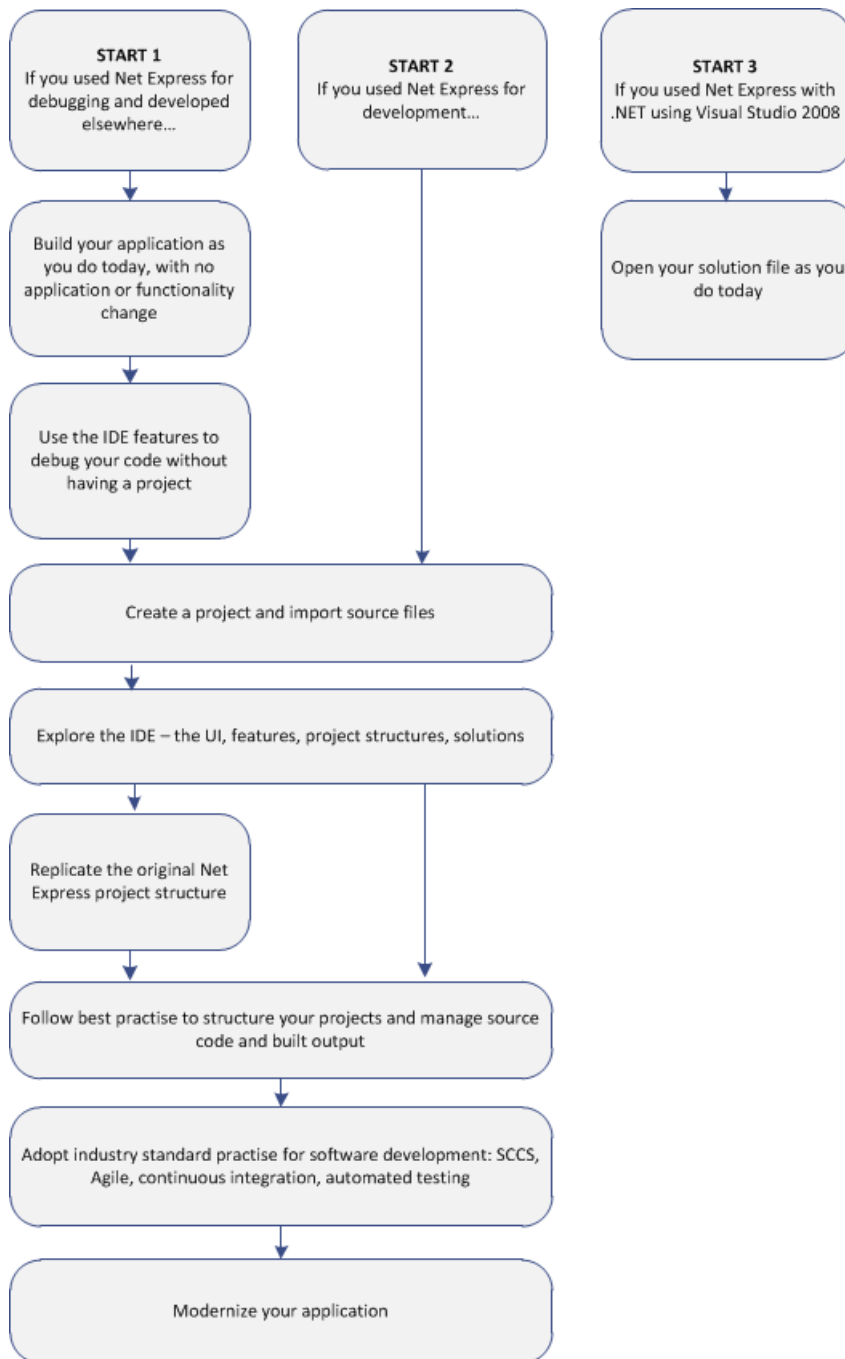 START 1
If you used Net Express for
debugging and developed
elsewhere...
START 2
If you used Net Express for
development...
START 3
If you used Net Express with
.NET using Visual Studio 2008
Build your application as
you do today, with no
application or functionality
change
Open your solution file as you
do today
Use the IDE features to
debug your code without
having a project
Create a project and import source files
Explore the IDE – the UI, features, project structures, solutions
Replicate the original Net
Express project structure
Follow best practise to structure your projects and manage source
code and built output
Adopt industry standard practise for software development: SCCS,
Agile, continuous integration, automated testing
Modernize your application